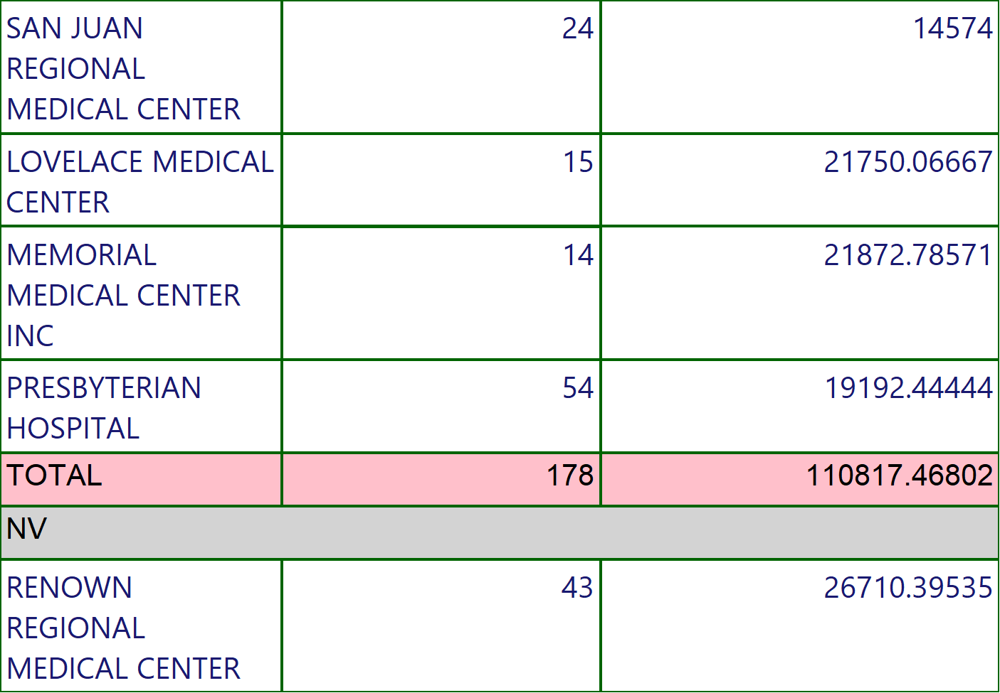 SAN JUAN 24 14574
REGIONAL
MEDICAL CENTER
LOVELACE MEDICAL 15 21750.06667
CENTER
MEMORIAL 14 21872.78571
MEDICAL CENTER
INC
PRESBYTERIAN 54 19192.44444
HOSPITAL
TOTAL 178 110817.46802
NV
RENOWN 43 26710.39535
REGIONAL
MEDICAL CENTER